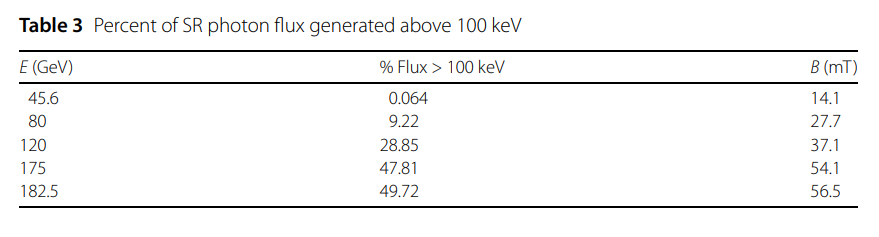 Table 3 Percent of SR photon flux generated above 100 keV
E (GeV) % Flux > 100 keV B (mT)
45.6 0.064 14.1
80 9.22 27.7
120 28.85 37.1
175 47.81 54.1
182.5 49.72 56.5